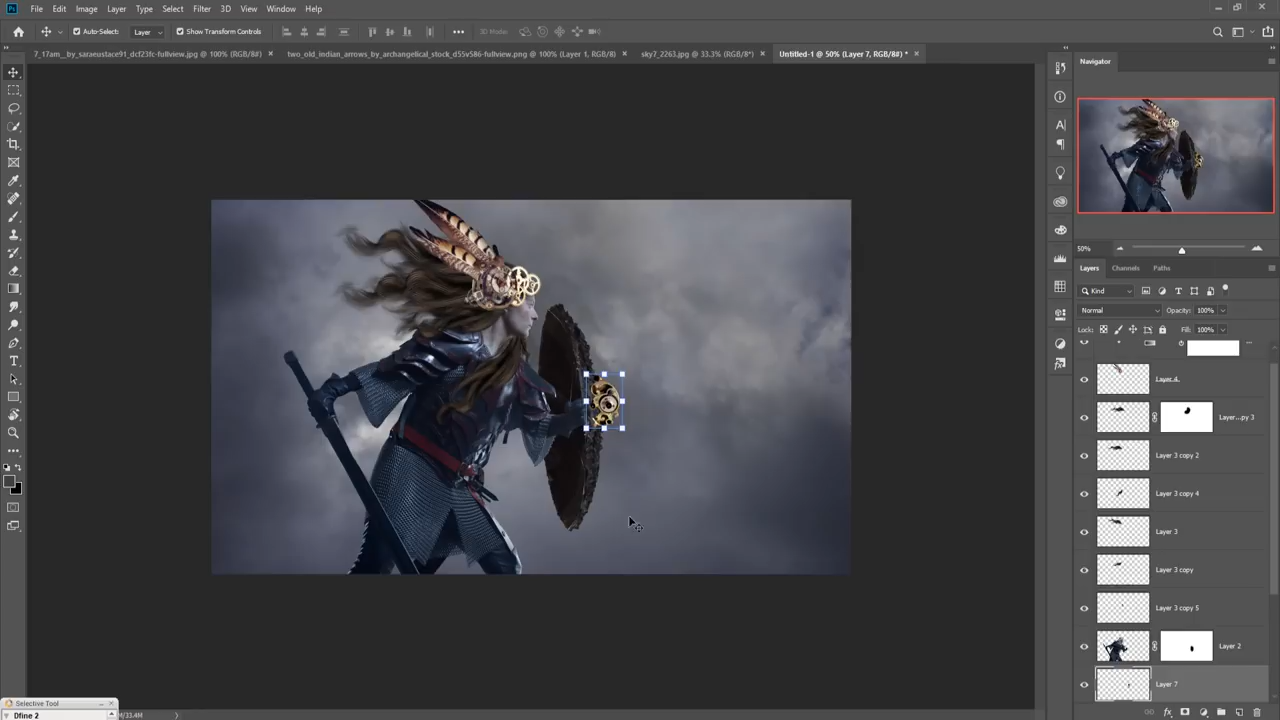 Ps File Edit Image Layer Type Select Filter 3D View Window Help
Auto-Select: Layer Show Transform Controls 3D Mode:
7_17am__by_saraeustace91_dcf23fc-fullview.jpg @ 100% (RGB/8#) × two_old_indian_arrows_by_archangelical_stock_d55v586-fullview.png @ 100% (Layer 1, RGB/8) × sky7_2263.jpg @ 33.3% (RGB/8*) × Untitled-1 @ 50% (Layer 7, RGB/8#) * ×
Navigator
50%
Layers Channels Paths
Kind
Normal Opacity: 100%
Lock: Fill: 100%
Layer...py 3
Layer 3 copy 2
Layer 3 copy 4
Layer 3
Layer 3 copy
Layer 3 copy 5
Layer 2
Layer 7
Selective Tool
Dfine 2 M/33.4M